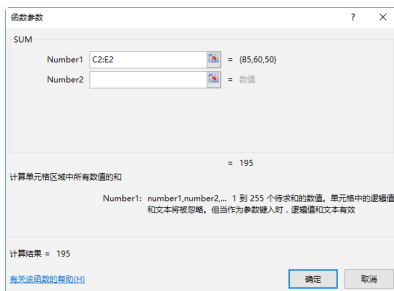 函数参数 ? ×
SUM
Number1 C2:E2 = {85,60,50}
Number2 = 数值
= 195
计算单元格区域中所有数值的和
Number1: number1,number2,... 1 到 255 个待求和的数值。单元格中的逻辑值
和文本将被忽略。但当作为参数键入时，逻辑值和文本有效
计算结果 = 195
有关该函数的帮助(H) 确定 取消